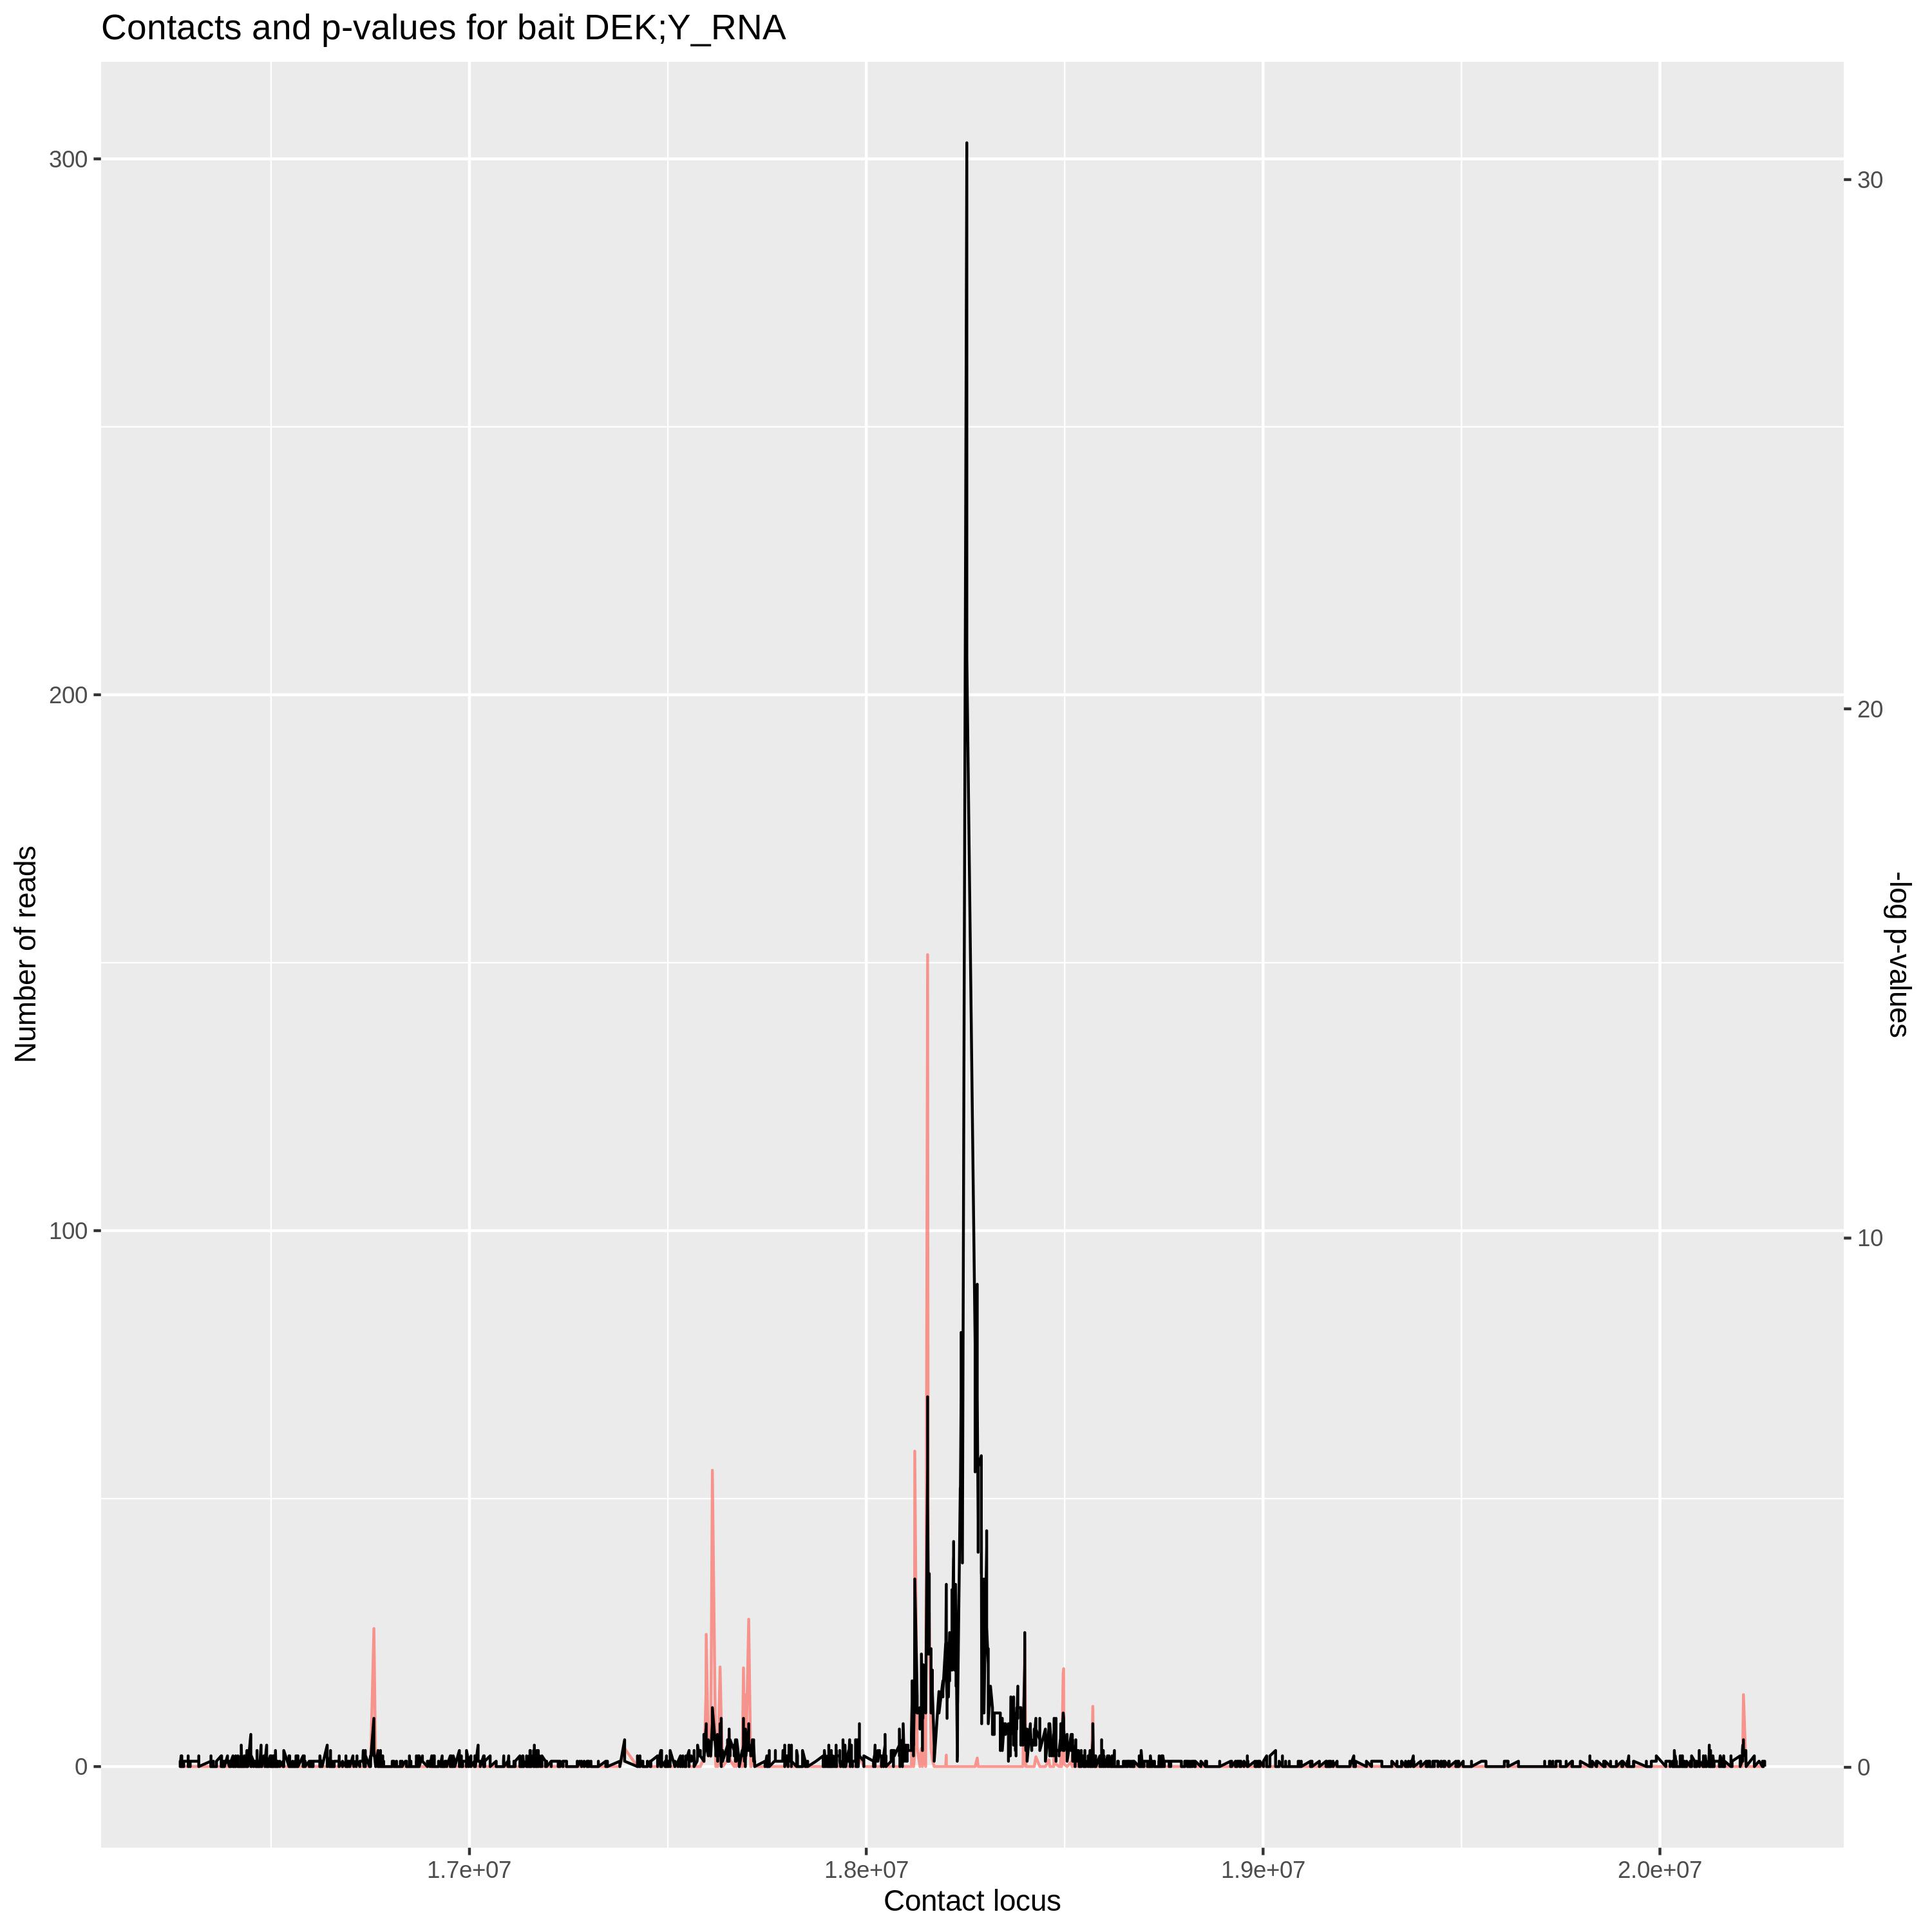 Contacts and p-values for bait DEK;Y_RNA
300
200
100
0
Number of reads
30
20
10
0
-log p-values
1.7e+07 1.8e+07 1.9e+07 2.0e+07
Contact locus